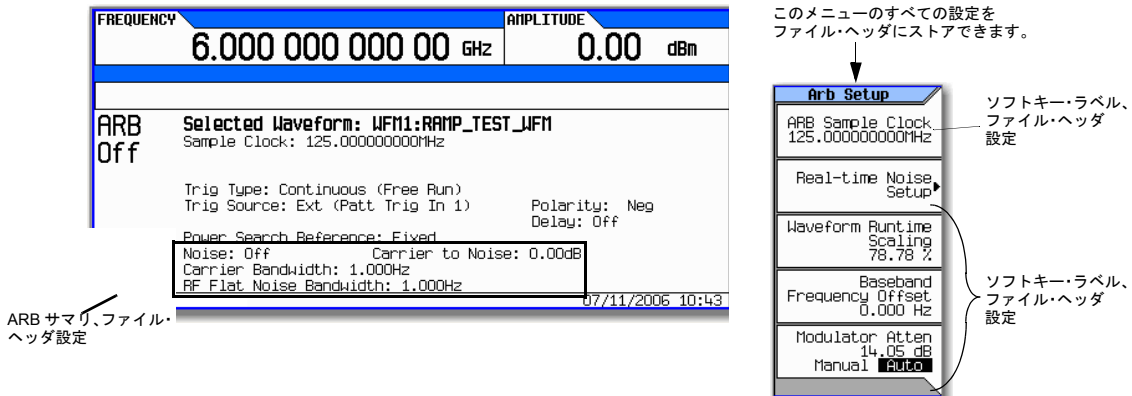 FREQUENCY
AMPLITUDE
6.000 000 000 00 GHz
0.00 dBm
ARB
Off
Selected Waveform: WFM1:RAMP_TEST_WFM
Sample Clock: 125.000000000MHz
Trig Type: Continuous (Free Run)
Trig Source: Ext (Patt Trig In 1)
Polarity: Neg
Delay: Off
Power Search Reference: Fixed
Noise: Off
Carrier to Noise: 0.00dB
Carrier Bandwidth: 1.000Hz
RF Flat Noise Bandwidth: 1.000Hz
07/11/2006 10:43
ARB サマリ、ファイル・
ヘッダ設定
このメニューのすべての設定を
ファイル・ヘッダにストアできます。
Arb Setup
ARB Sample Clock
125.000000000MHz
Real-time Noise
Setup
Waveform Runtime
Scaling
78.78 %
Baseband
Frequency Offset
0.000 Hz
Modulator Atten
14.05 dB
Manual Auto
ソフトキー・ラベル、
ファイル・ヘッダ
設定
ソフトキー・ラベル、
ファイル・ヘッダ
設定